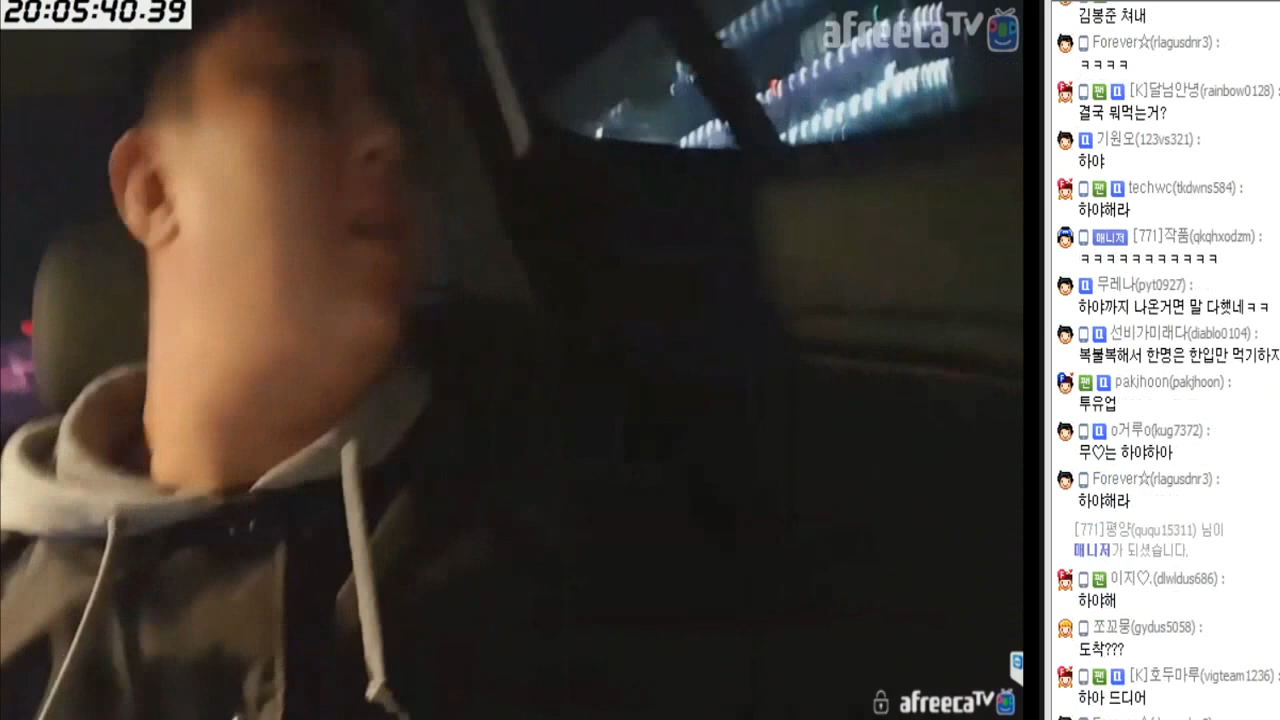 20:05:40.39
afreecaTV
afreecaTV
김봉준 쳐내
Forever☆(rlagusdnr3) :
ㅋㅋㅋㅋ
팬 [K]달님안녕(rainbow0128) :
결국 뭐먹는거?
기원오(123vs321) :
하야
팬 techwc(tkdwns584) :
하야해라
매니저 [771]작품(qkqhxodzm) :
ㅋㅋㅋㅋㅋㅋㅋㅋㅋㅋㅋ
무레나(pyt0927) :
하야까지 나온거면 말 다했네ㅋㅋ
선비가미래다(diablo0104) :
복불복해서 한명은 한입만 먹기하지
팬 pakjhoon(pakjhoon) :
투유업
o거루o(kug7372) :
무♡는 하야하아
Forever☆(rlagusdnr3) :
하야해라
[771]평양(ququ15311) 님이
매니저가 되셨습니다.
팬 이지♡.(dlwldus686) :
하야해
쪼꼬뭉(gydus5058) :
도착???
팬 [K]호두마루(vigteam1236) :
하아 드디어